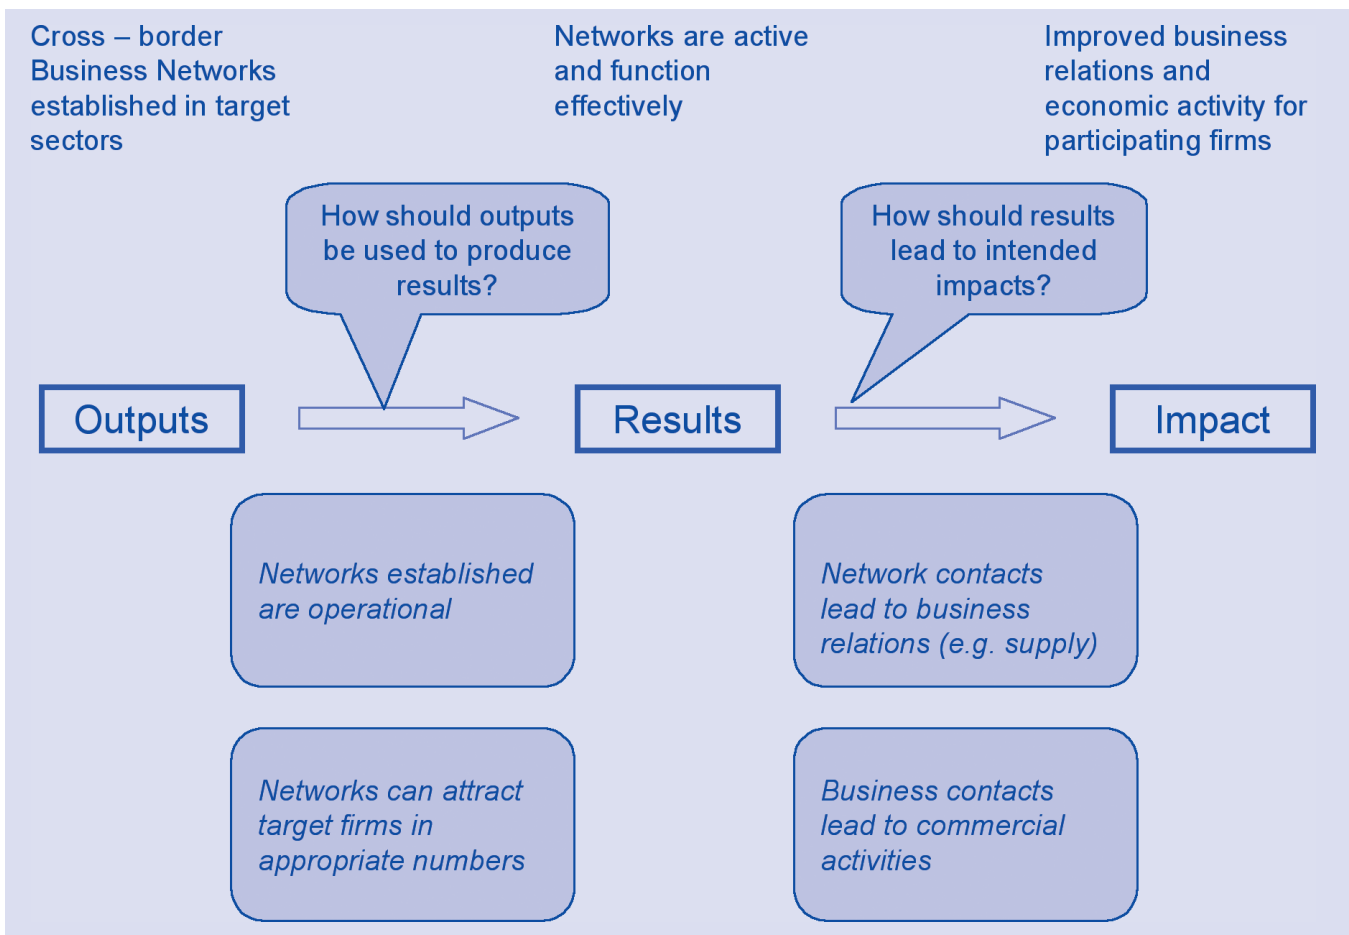 Cross – border
Business Networks
established in target
sectors
Networks are active
and function
effectively
Improved business
relations and
economic activity for
participating firms
How should outputs
be used to produce
results?
How should results
lead to intended
impacts?
Outputs
Results
Impact
Networks established
are operational
Network contacts
lead to business
relations (e.g. supply)
Networks can attract
target firms in
appropriate numbers
Business contacts
lead to commercial
activities